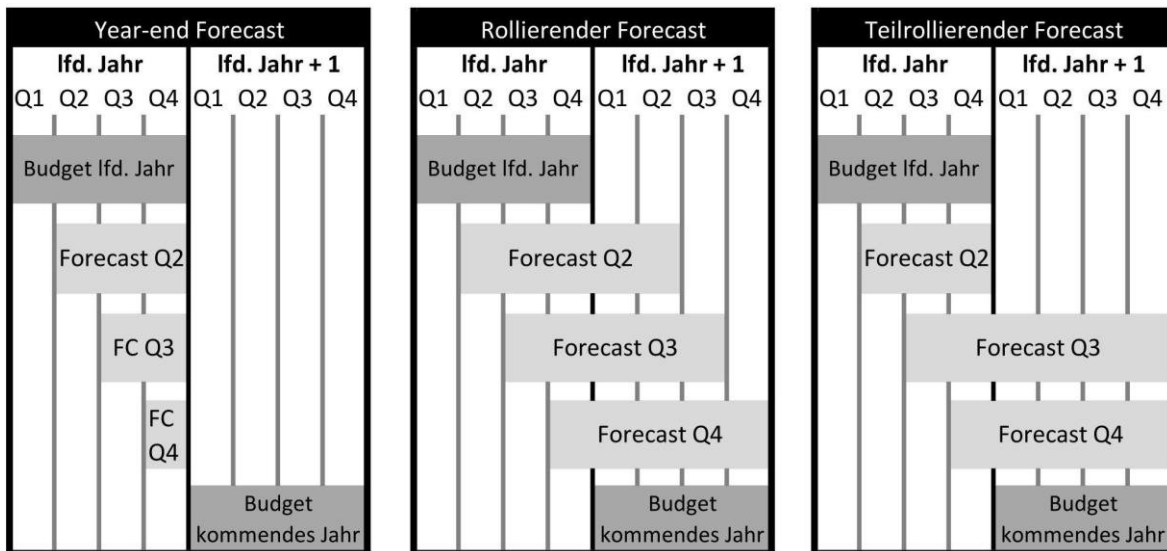 Year-end Forecast
lfd. Jahr lfd. Jahr + 1
Q1 Q2 Q3 Q4 Q1 Q2 Q3 Q4
Budget lfd. Jahr
Forecast Q2
FC Q3
FC
Q4
Budget
kommendes Jahr
Rollierender Forecast
lfd. Jahr lfd. Jahr + 1
Q1 Q2 Q3 Q4 Q1 Q2 Q3 Q4
Budget lfd. Jahr
Forecast Q2
Forecast Q3
Forecast Q4
Budget
kommendes Jahr
Teilrollierender Forecast
lfd. Jahr lfd. Jahr + 1
Q1 Q2 Q3 Q4 Q1 Q2 Q3 Q4
Budget lfd. Jahr
Forecast Q2
Forecast Q3
Forecast Q4
Budget
kommendes Jahr